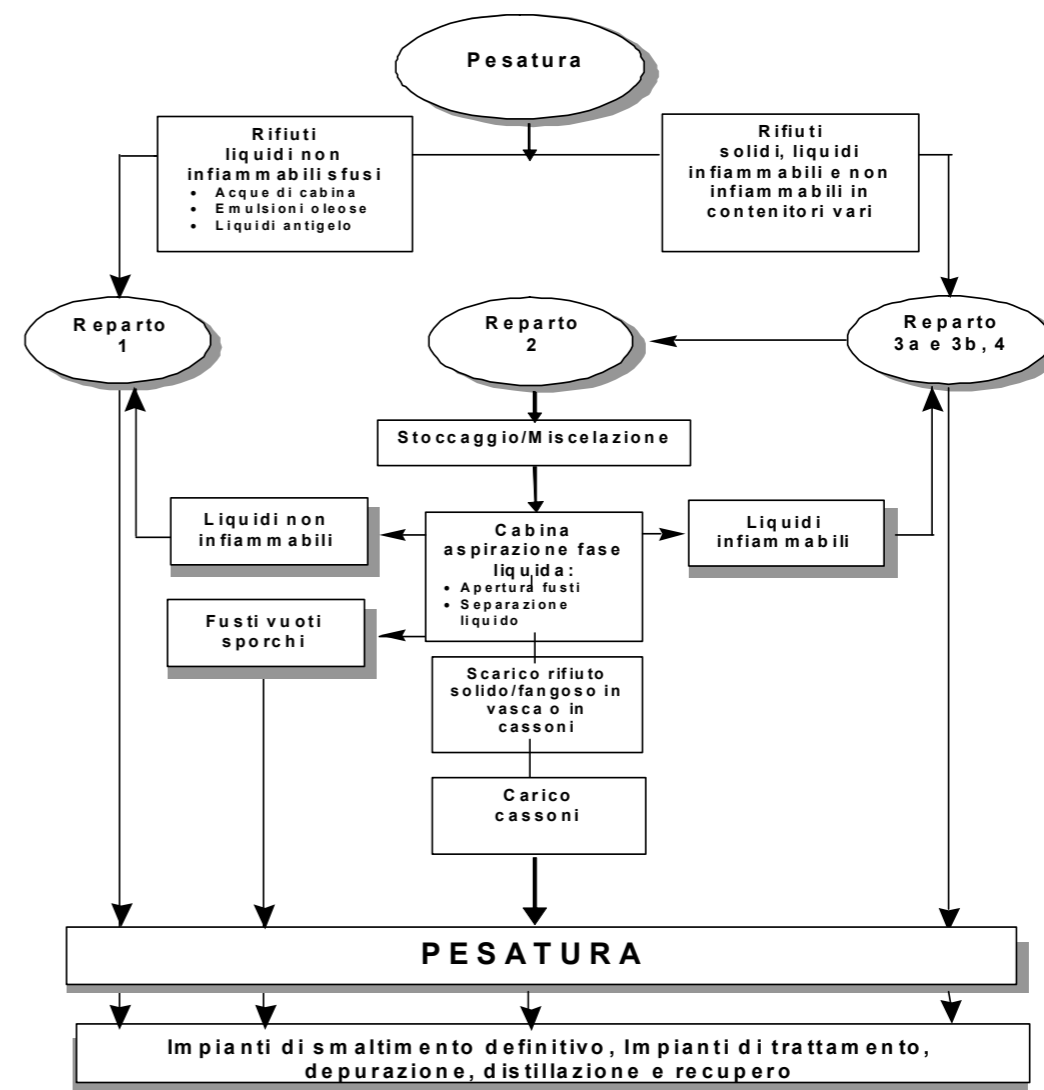 Pesatura
Rifiuti
liquidi non
infiammabili sfusi
• Acque di cabina
• Emulsioni oleose
• Liquidi antigelo
Rifiuti
solidi, liquidi
infiammabili e non
infiammabili in
contenitori vari
Reparto
1
Reparto
2
Reparto
3a e 3b, 4
Stoccaggio/Miscelazione
Liquidi non
infiammabili
Cabina
aspirazione fase
liquida:
• Apertura fusti
• Separazione
liquido
Liquidi
infiammabili
Fusti vuoti
sporchi
Scarico rifiuto
solido/fangoso in
vasca o in
cassoni
Carico
cassoni
PESATURA
Impianti di smaltimento definitivo, Impianti di trattamento,
depurazione, distillazione e recupero